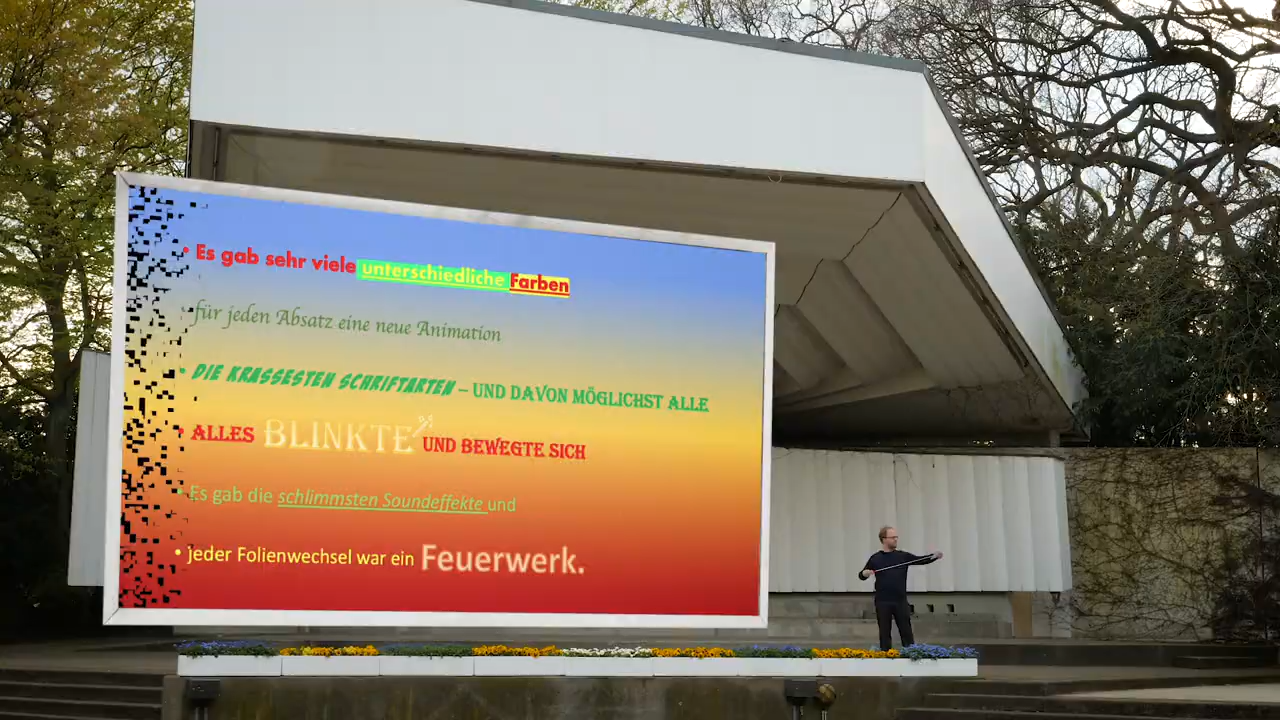 • Es gab sehr viele unterschiedliche Farben
• für jeden Absatz eine neue Animation
• DIE KRASSESTEN SCHRIFTARTEN – UND DAVON MÖGLICHST ALLE
• ALLES BLINKTE UND BEWEGTE SICH
• Es gab die schlimmsten Soundeffekte und
• jeder Folienwechsel war ein Feuerwerk.